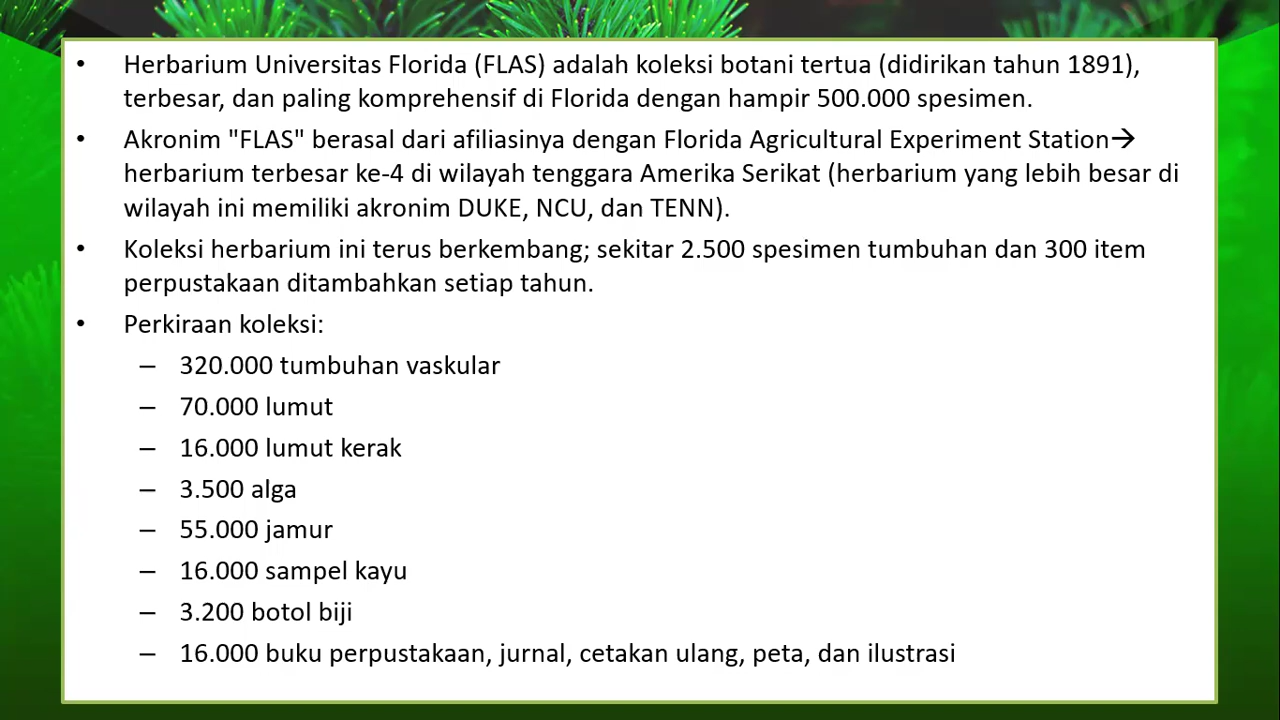 • Herbarium Universitas Florida (FLAS) adalah koleksi botani tertua (didirikan tahun 1891),
terbesar, dan paling komprehensif di Florida dengan hampir 500.000 spesimen.
• Akronim "FLAS" berasal dari afiliasinya dengan Florida Agricultural Experiment Station→
herbarium terbesar ke-4 di wilayah tenggara Amerika Serikat (herbarium yang lebih besar di
wilayah ini memiliki akronim DUKE, NCU, dan TENN).
• Koleksi herbarium ini terus berkembang; sekitar 2.500 spesimen tumbuhan dan 300 item
perpustakaan ditambahkan setiap tahun.
• Perkiraan koleksi:
– 320.000 tumbuhan vaskular
– 70.000 lumut
– 16.000 lumut kerak
– 3.500 alga
– 55.000 jamur
– 16.000 sampel kayu
– 3.200 botol biji
– 16.000 buku perpustakaan, jurnal, cetakan ulang, peta, dan ilustrasi